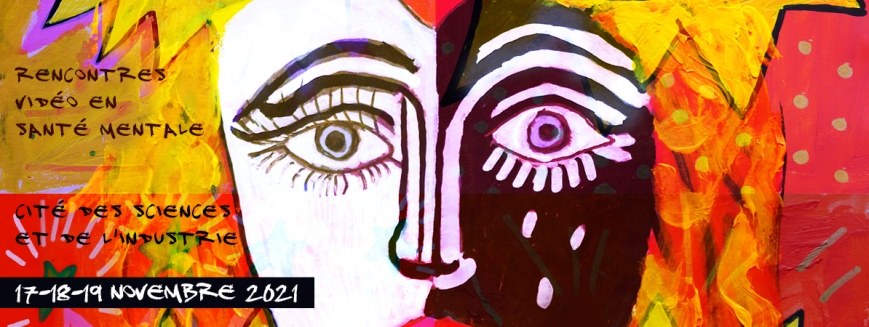 RENCONTRES
VIDÉO EN
SANTÉ MENTALE
CITÉ DES SCIENCES
ET DE L'INDUSTRIE
17-18-19 NOVEMBRE 2021